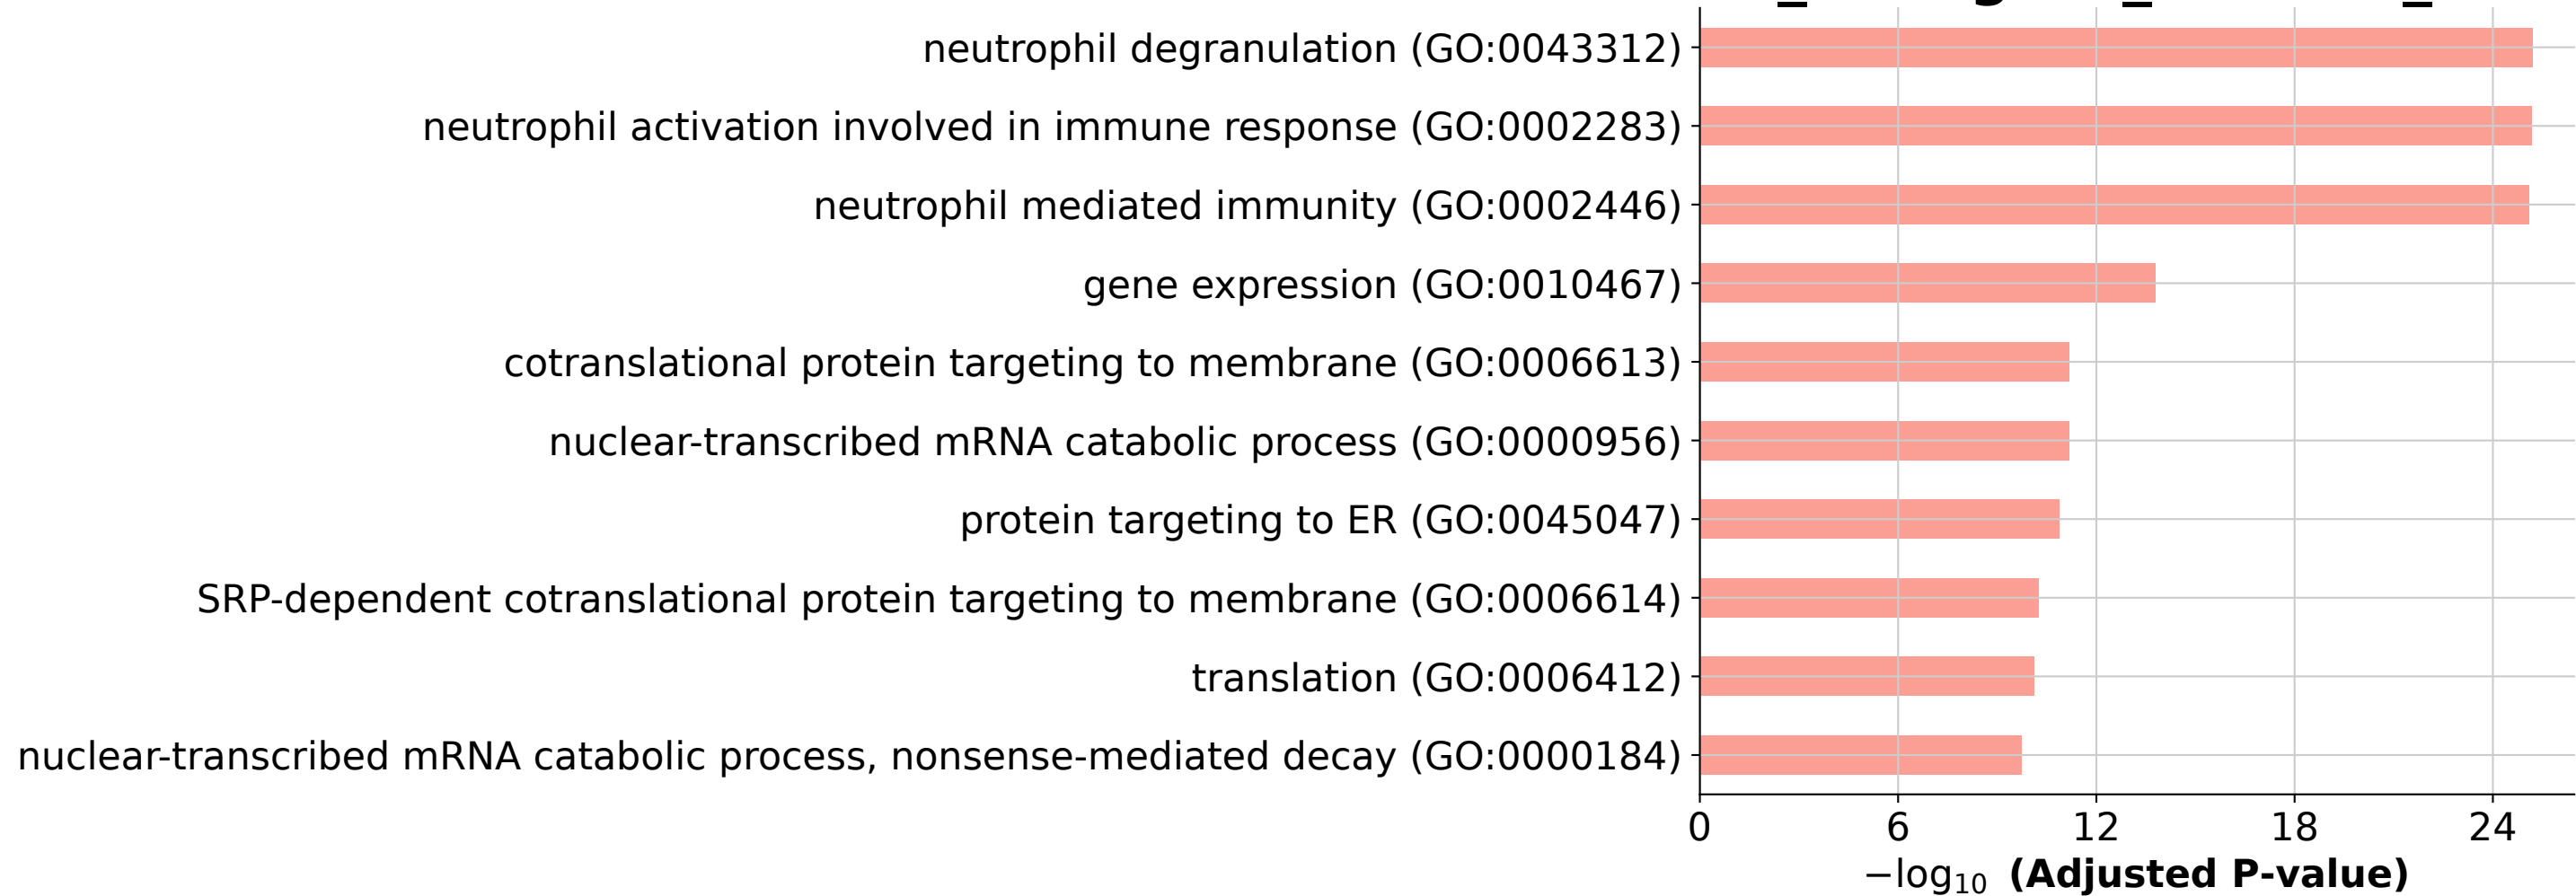 neutrophil degranulation (GO:0043312)
neutrophil activation involved in immune response (GO:0002283)
neutrophil mediated immunity (GO:0002446)
gene expression (GO:0010467)
cotranslational protein targeting to membrane (GO:0006613)
nuclear-transcribed mRNA catabolic process (GO:0000956)
protein targeting to ER (GO:0045047)
SRP-dependent cotranslational protein targeting to membrane (GO:0006614)
translation (GO:0006412)
nuclear-transcribed mRNA catabolic process, nonsense-mediated decay (GO:0000184)
0 6 12 18 24
−log₁₀ (Adjusted P-value)